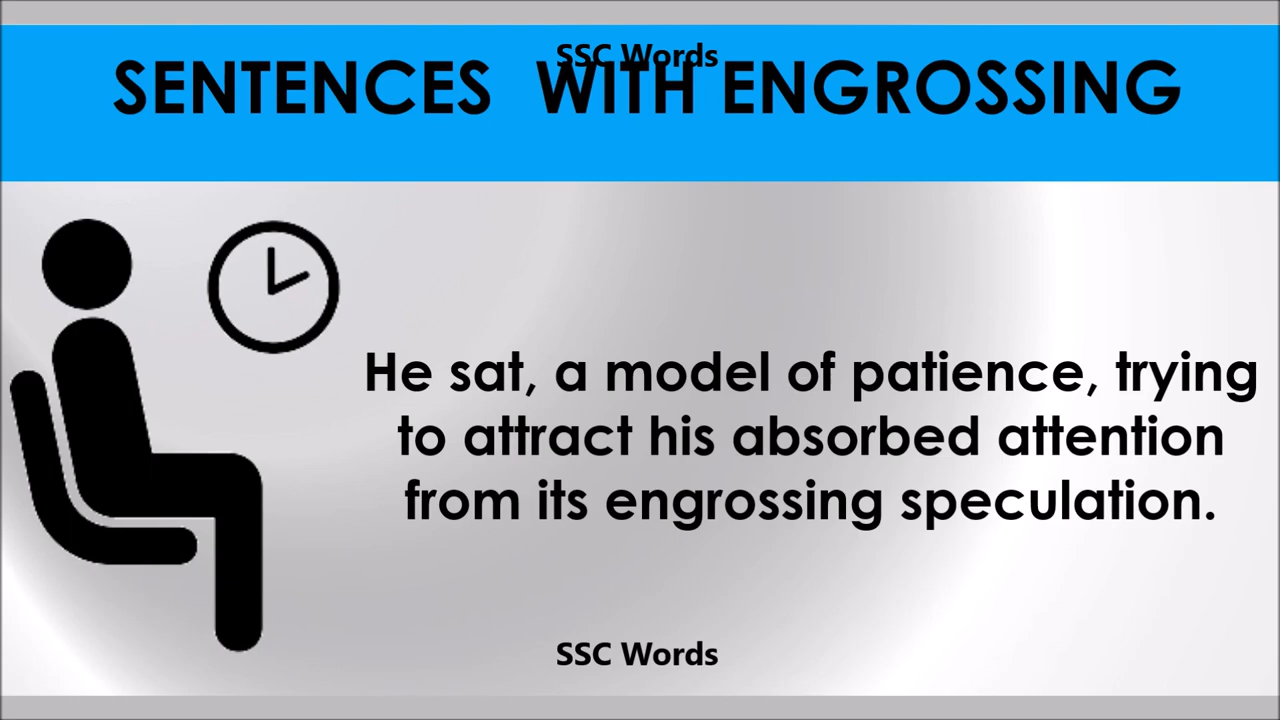 SSC Words
SENTENCES WITH ENGROSSING
He sat, a model of patience, trying
to attract his absorbed attention
from its engrossing speculation.
SSC Words